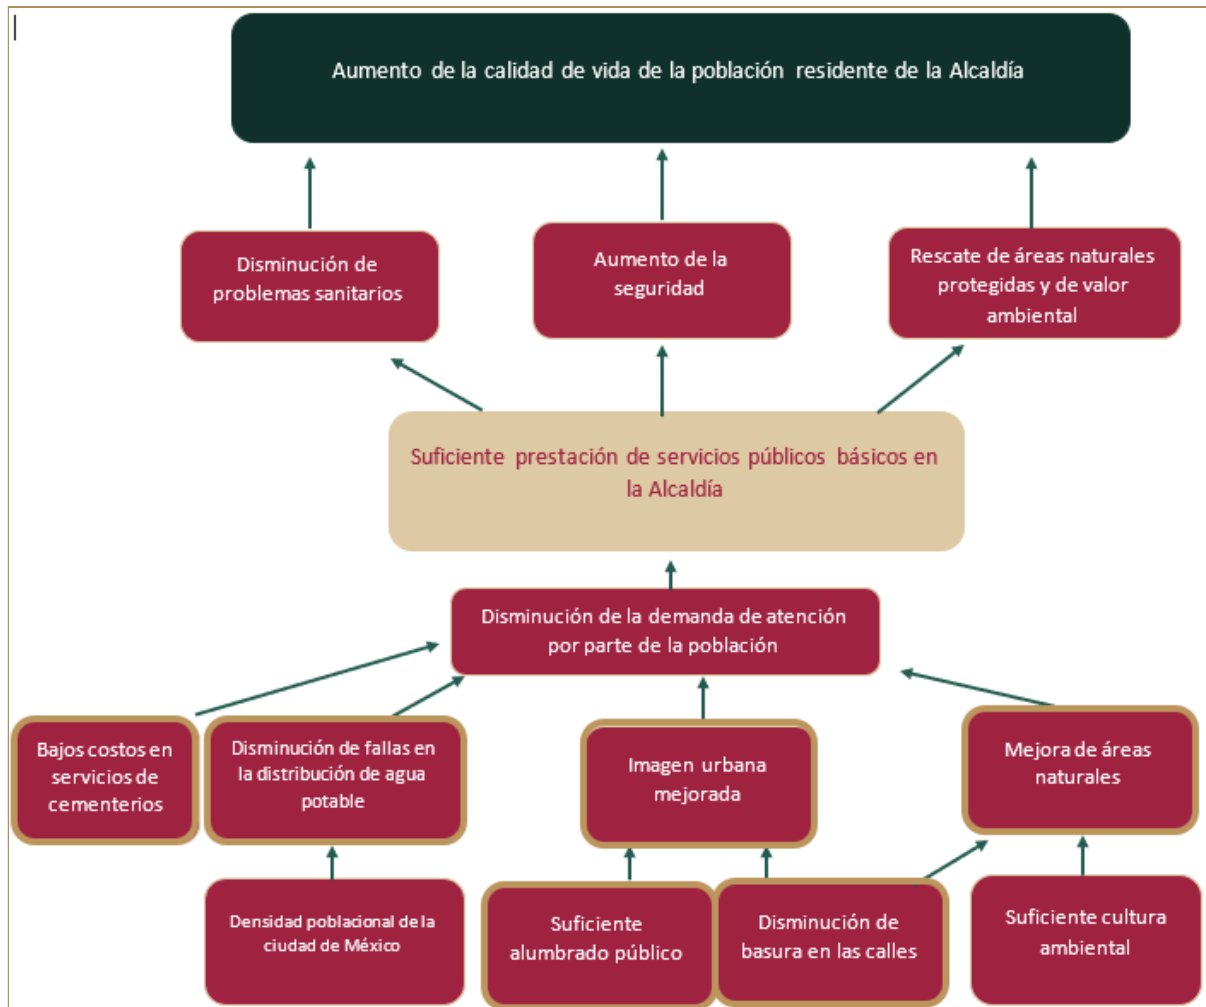 Aumento de la calidad de vida de la población residente de la Alcaldía
Disminución de
problemas sanitarios
Aumento de la
seguridad
Rescate de áreas naturales
protegidas y de valor
ambiental
Suficiente prestación de servicios públicos básicos en
la Alcaldía
Disminución de la demanda de atención
por parte de la población
Bajos costos en
servicios de
cementerios
Disminución de fallas en
la distribución de agua
potable
Imagen urbana
mejorada
Mejora de áreas
naturales
Densidad poblacional de la
ciudad de México
Suficiente
alumbrado público
Disminución de
basura en las calles
Suficiente cultura
ambiental